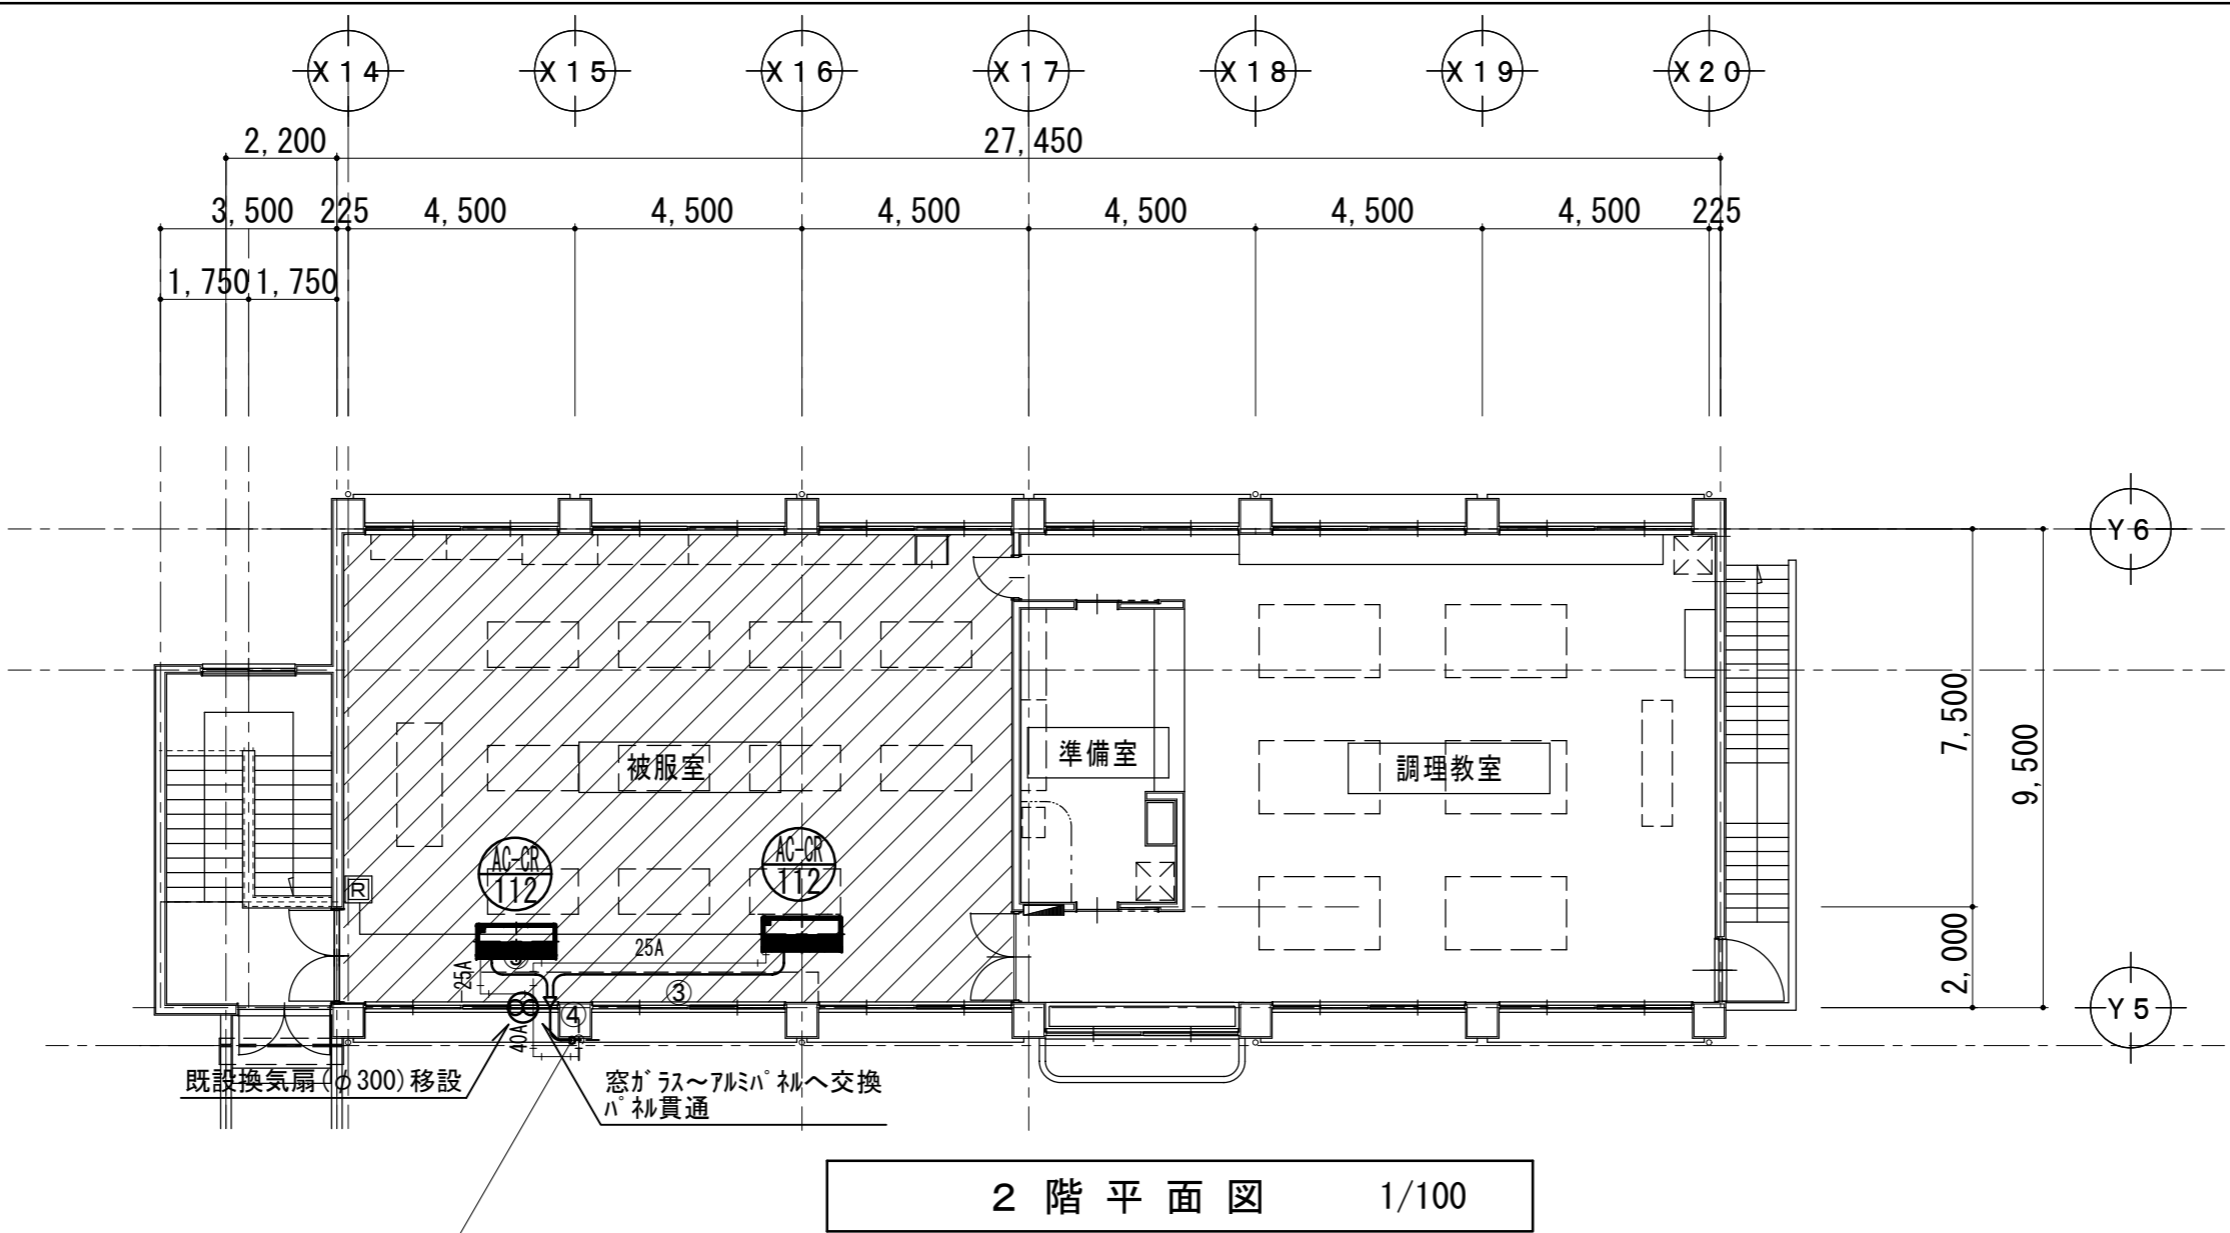 X14 X15 X16 X17 X18 X19 X20
2,200 27,450
3,500 225 4,500 4,500 4,500 4,500 4,500 4,500 225
1,750 1,750
Y6
7,500
9,500
2,000
Y5
被服室
準備室
調理教室
AC-CR
112
AC-CR
112
R
25A
25A
③
③
④
40A
既設換気扇(φ300)移設
窓ガラス～アルミパネルへ交換
パネル貫通
2階平面図 1/100